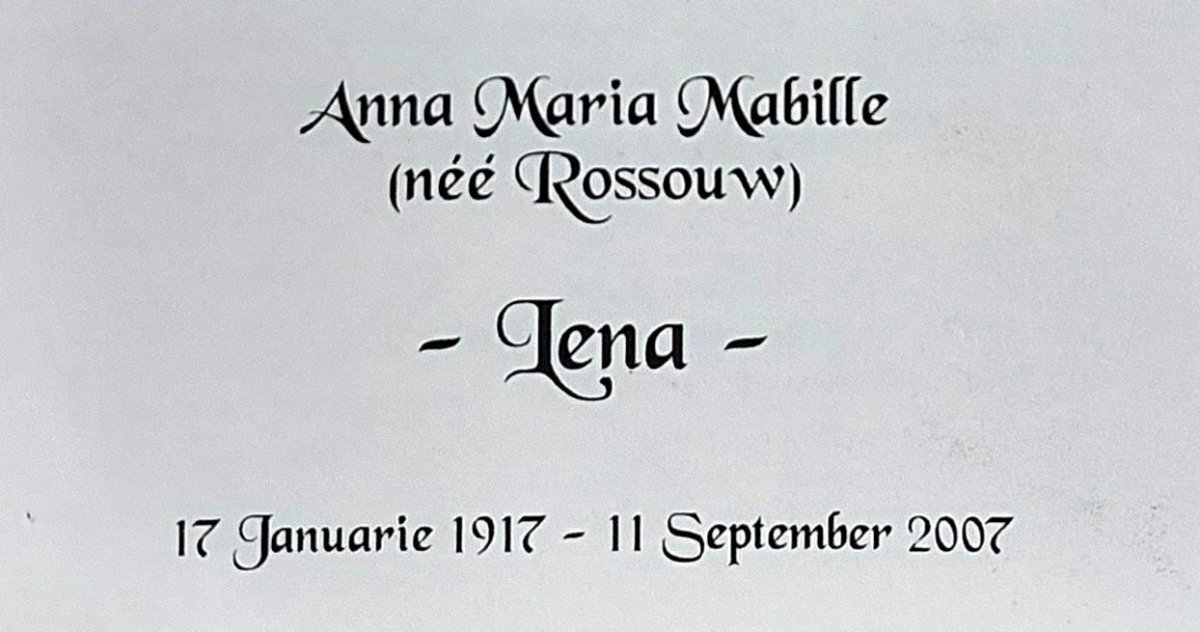 Anna Maria Mabille
(néé Rossouw)
- Lena -
17 Januarie 1917 - 11 September 2007